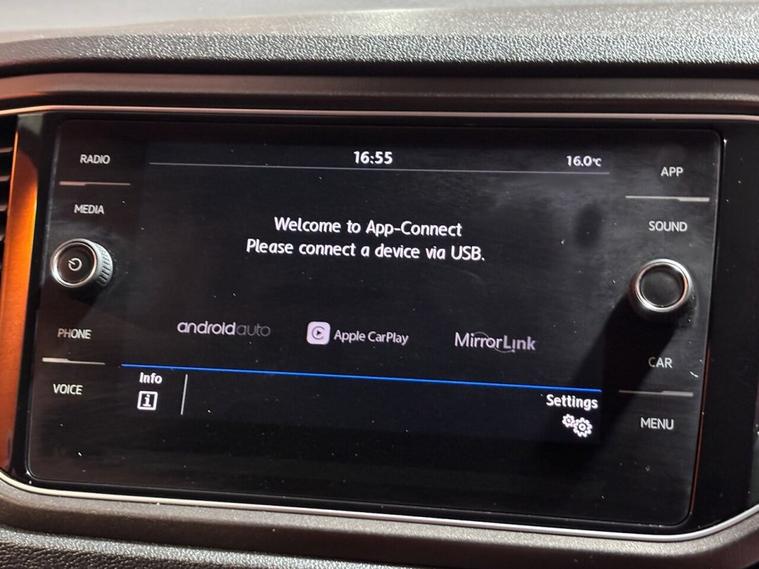 RADIO
MEDIA
PHONE
VOICE
16:55
16.0°C
Welcome to App-Connect
Please connect a device via USB.
androidauto
Apple CarPlay
MirrorLink
Info
Settings
APP
SOUND
CAR
MENU